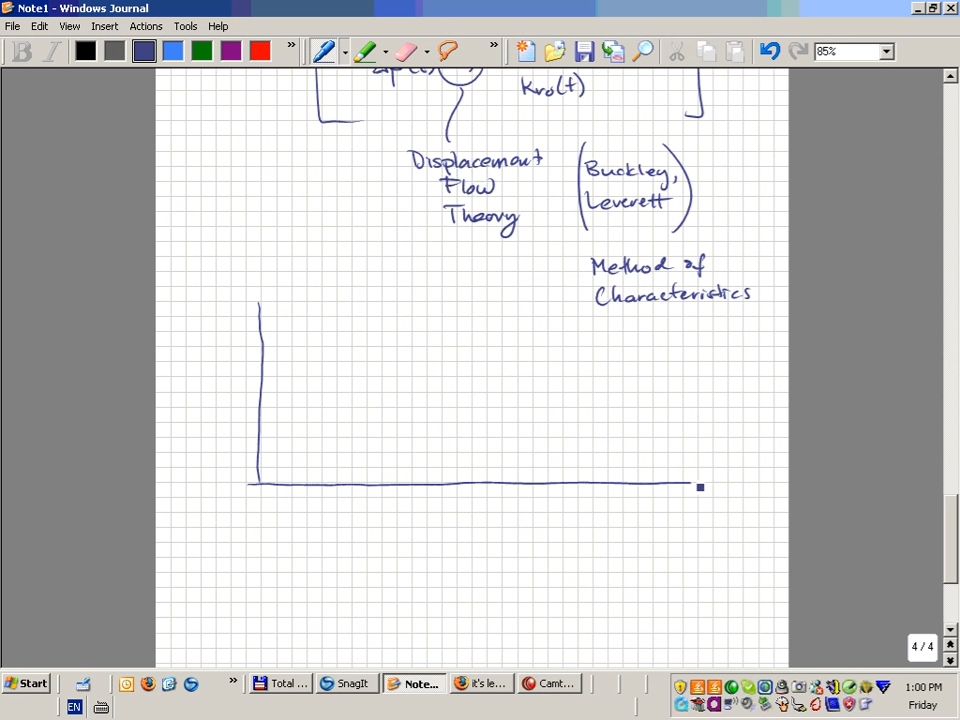 Note1 - Windows Journal
File Edit View Insert Actions Tools Help
B I » » 85%
Kro(t)
Displacement
Flow
Theory
(Buckley,
Leverett)
Method of
Characteristics
4 / 4
Start » Total ... SnagIt Note... it's le... Camt... 1:00 PM
EN Friday